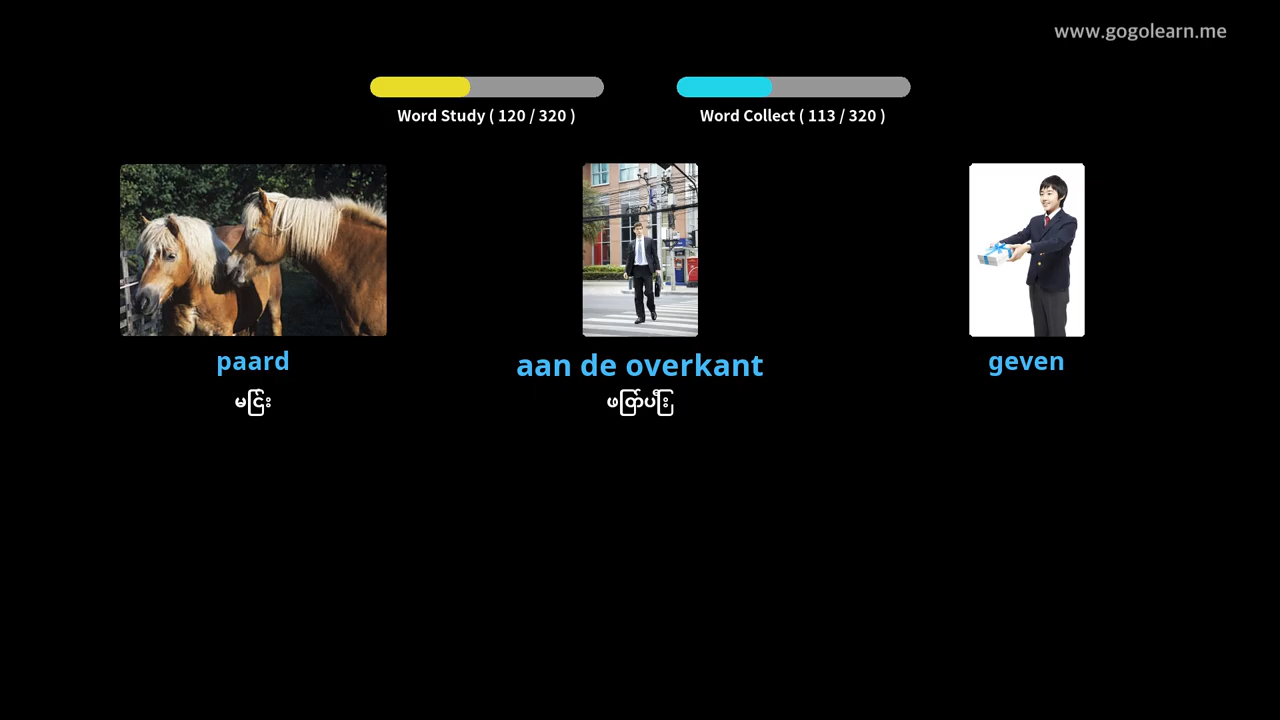 www.gogolearn.me
Word Study ( 120 / 320 )
Word Collect ( 113 / 320 )
paard
aan de overkant
geven
မြင်း
ဖြတ်ပြီး